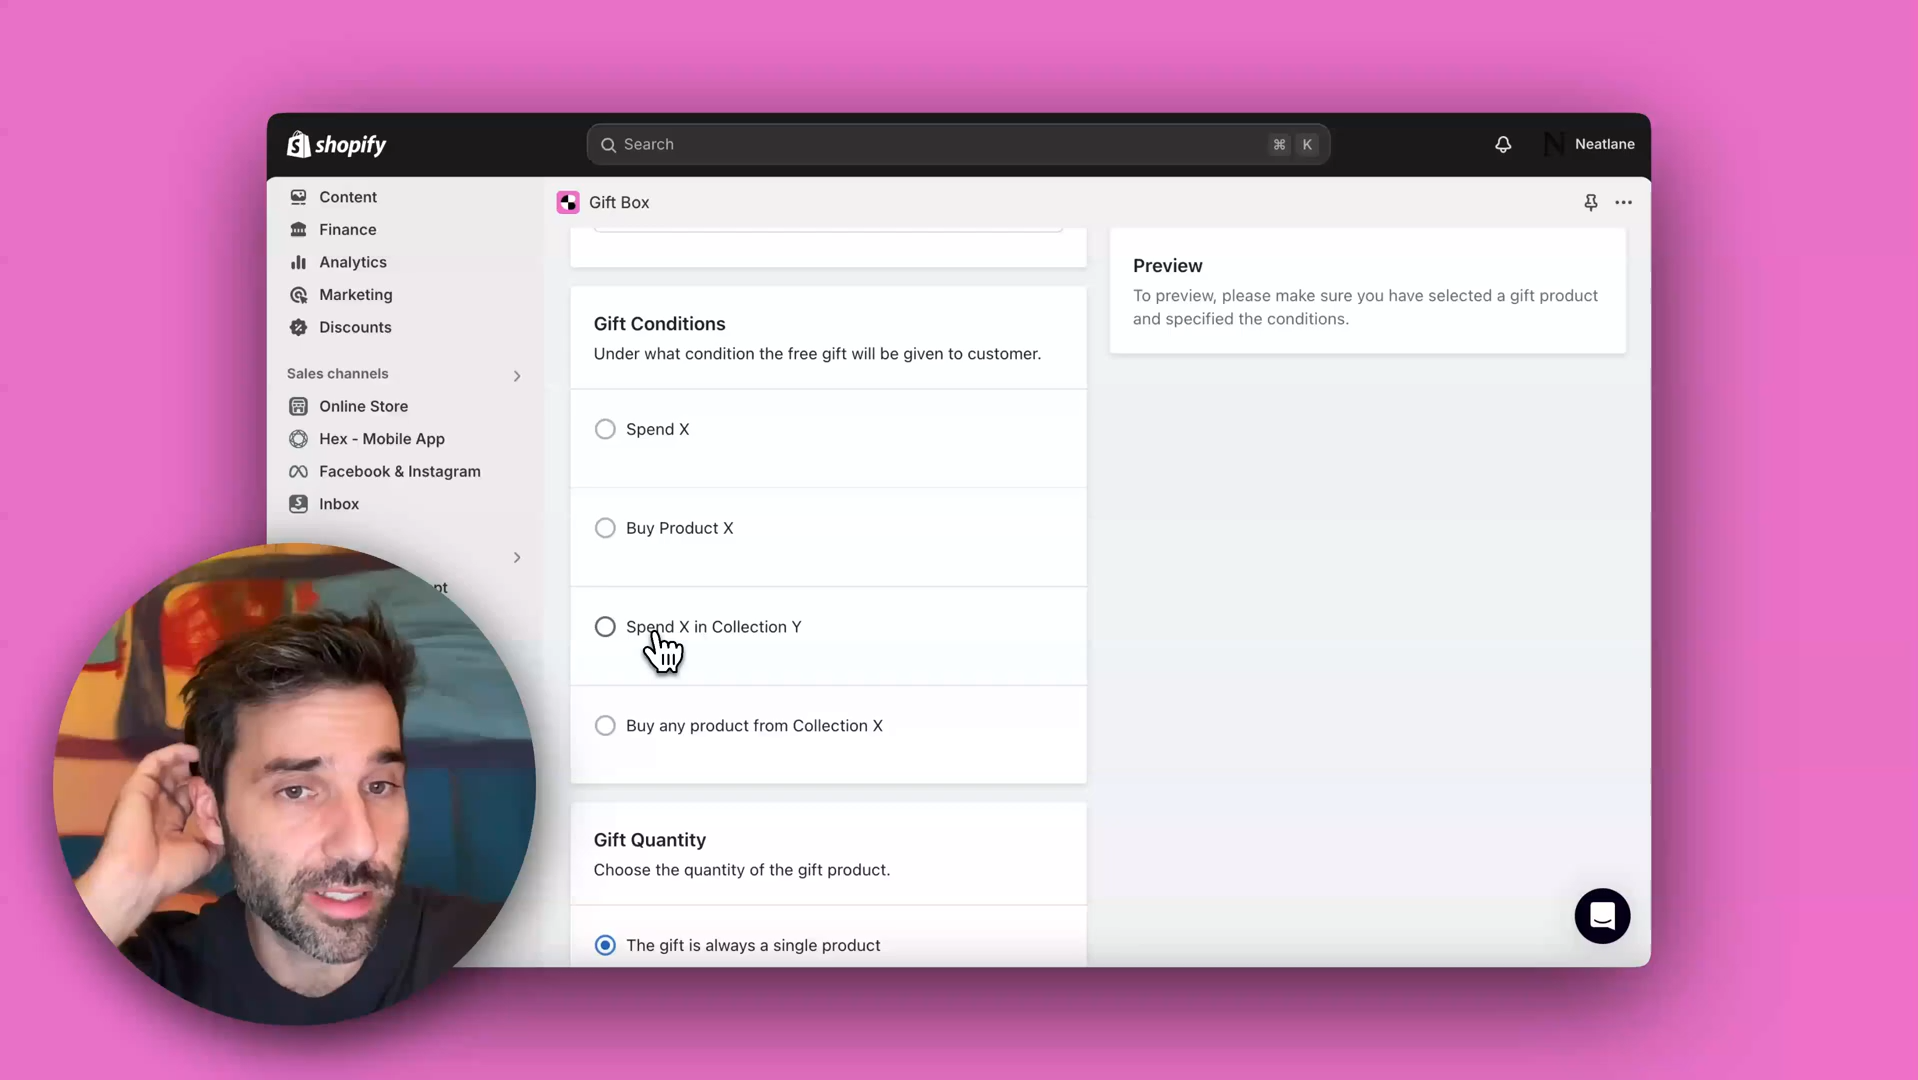 shopify
Search
⌘ K
Neatlane
Content
Finance
Analytics
Marketing
Discounts
Sales channels
Online Store
Hex - Mobile App
Facebook & Instagram
Inbox
pt
Gift Box
Gift Conditions
Under what condition the free gift will be given to customer.
Spend X
Buy Product X
Spend X in Collection Y
Buy any product from Collection X
Gift Quantity
Choose the quantity of the gift product.
The gift is always a single product
Preview
To preview, please make sure you have selected a gift product
and specified the conditions.